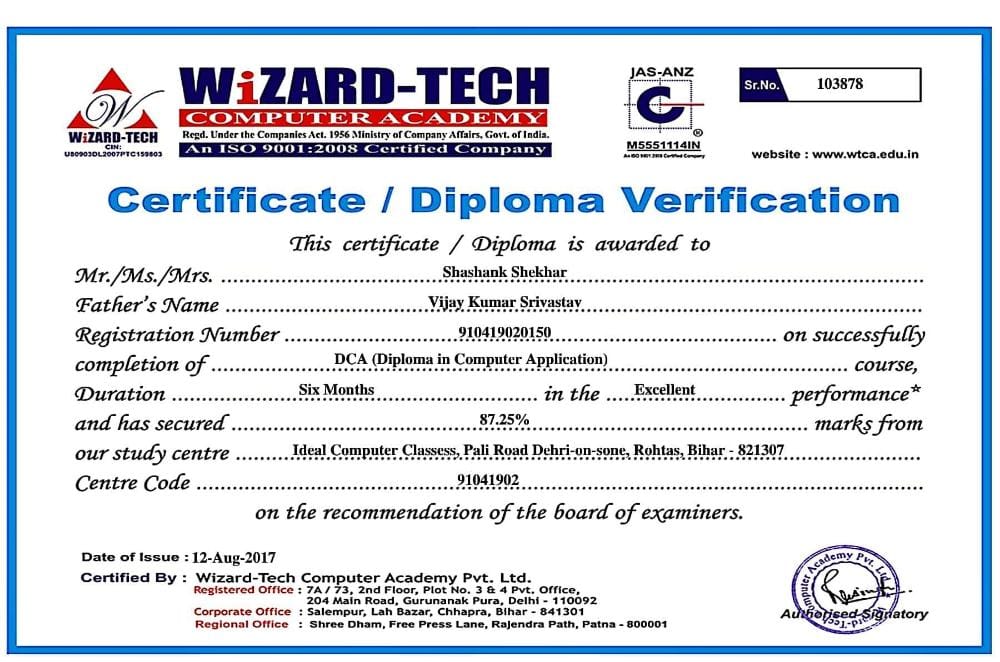 W
WiZARD-TECH
CIN:
U80903DL2007PTC159803
WiZARD-TECH
COMPUTER ACADEMY
Regd. Under the Companies Act. 1956 Ministry of Company Affairs, Govt. of India.
An ISO 9001:2008 Certified Company
JAS-ANZ
C
®
M5551114IN
An ISO 9001:2008 Certified Company
Sr.No. 103878
website : www.wtca.edu.in
Certificate / Diploma Verification
This certificate / Diploma is awarded to
Mr./Ms./Mrs. Shashank Shekhar
Father's Name Vijay Kumar Srivastav
Registration Number 910419020150 on successfully
completion of DCA (Diploma in Computer Application) course,
Duration Six Months in the Excellent performance*
and has secured 87.25% marks from
our study centre Ideal Computer Classess, Pali Road Dehri-on-sone, Rohtas, Bihar - 821307
Centre Code 91041902
on the recommendation of the board of examiners.
Date of Issue : 12-Aug-2017
Certified By : Wizard-Tech Computer Academy Pvt. Ltd.
Registered Office : 7A / 73, 2nd Floor, Plot No. 3 & 4 Pvt. Office,
204 Main Road, Gurunanak Pura, Delhi - 110092
Corporate Office : Salempur, Lah Bazar, Chhapra, Bihar - 841301
Regional Office : Shree Dham, Free Press Lane, Rajendra Path, Patna - 800001
Computer Academy Pvt. Ltd.
Authorised Signatory